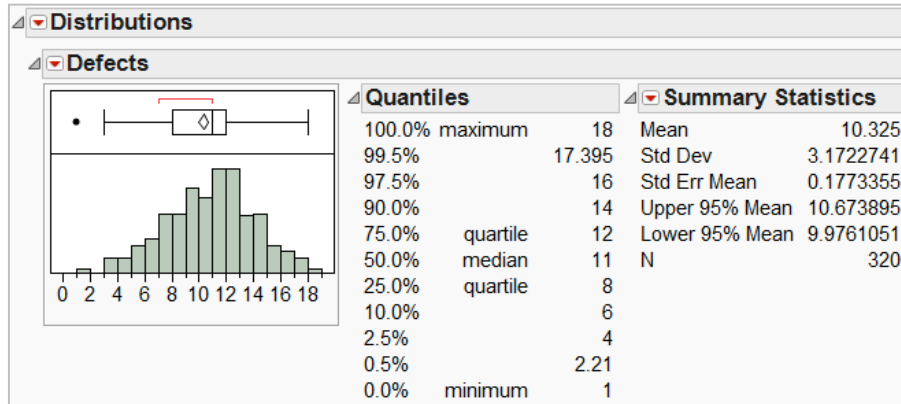 Distributions
Defects
0 2 4 6 8 10 12 14 16 18
Quantiles
100.0% maximum 18
99.5% 17.395
97.5% 16
90.0% 14
75.0% quartile 12
50.0% median 11
25.0% quartile 8
10.0% 6
2.5% 4
0.5% 2.21
0.0% minimum 1
Summary Statistics
Mean 10.325
Std Dev 3.1722741
Std Err Mean 0.1773355
Upper 95% Mean 10.673895
Lower 95% Mean 9.9761051
N 320